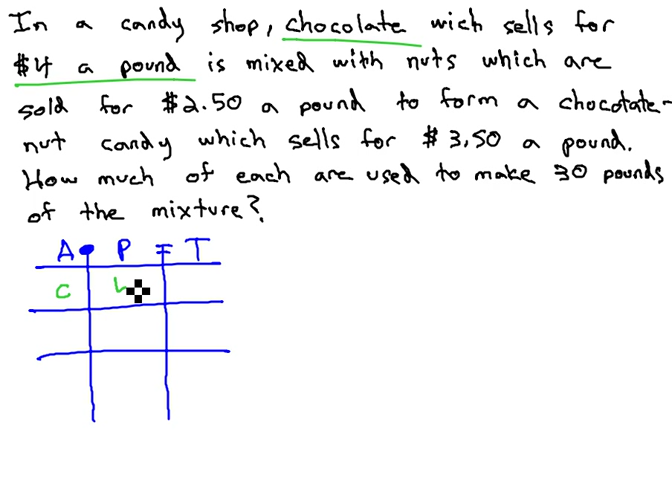 In a candy shop, chocolate wich sells for
$4 a pound is mixed with nuts which are
sold for $2.50 a pound to form a chocolate-
nut candy which sells for $3.50 a pound.
How much of each are used to make 30 pounds
of the mixture?
A • P = T
C